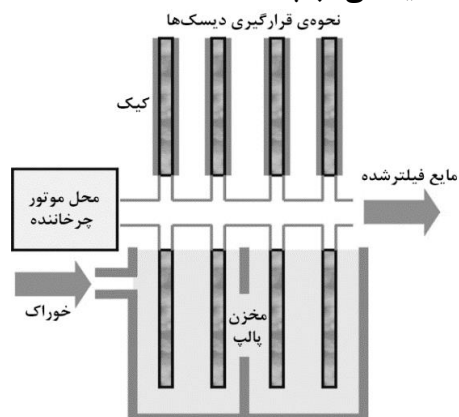 نحوه‌ی قرارگیری دیسک‌ها
کیک
مایع فیلترشده
محل موتور
چرخاننده
خوراک
مخزن
پالپ